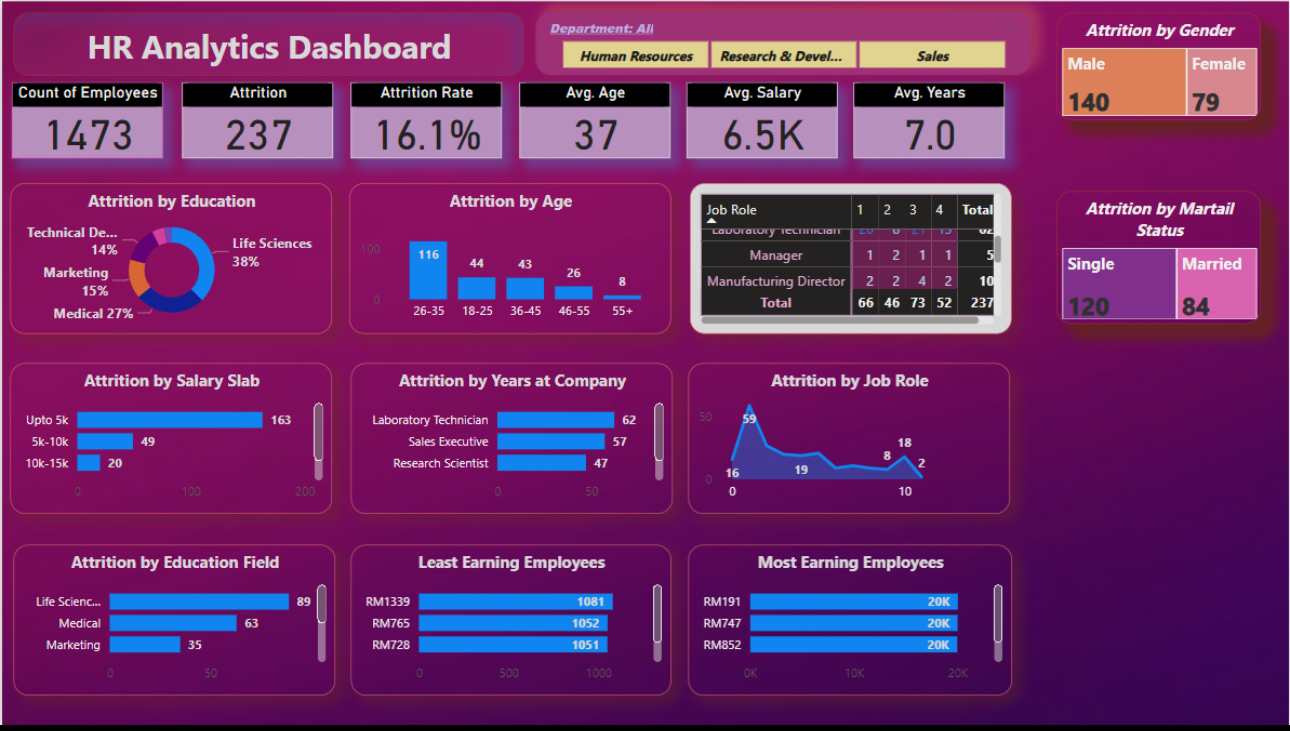 HR Analytics Dashboard
Department: All
Human Resources Research & Devel... Sales
Count of Employees Attrition Attrition Rate Avg. Age Avg. Salary Avg. Years
1473 237 16.1% 37 6.5K 7.0
Attrition by Gender
Male Female
140 79
Attrition by Education
Technical De...
14%
Life Sciences
38%
Marketing
15%
Medical 27%
Attrition by Age
100
0
116 44 43 26 8
26-35 18-25 36-45 46-55 55+
Job Role 1 2 3 4 Total
Laboratory Technician 62
Manager 1 2 1 1 5
Manufacturing Director 2 2 4 2 10
Total 66 46 73 52 237
Attrition by Martail
Status
Single Married
120 84
Attrition by Salary Slab
Upto 5k 163
5k-10k 49
10k-15k 20
0 100 200
Attrition by Years at Company
Laboratory Technician 62
Sales Executive 57
Research Scientist 47
0 50
Attrition by Job Role
50
0
59
16 19 8 18 2
0 10
Attrition by Education Field
Life Scienc... 89
Medical 63
Marketing 35
0 50
Least Earning Employees
RM1339 1081
RM765 1052
RM728 1051
0 500 1000
Most Earning Employees
RM191 20K
RM747 20K
RM852 20K
0K 10K 20K